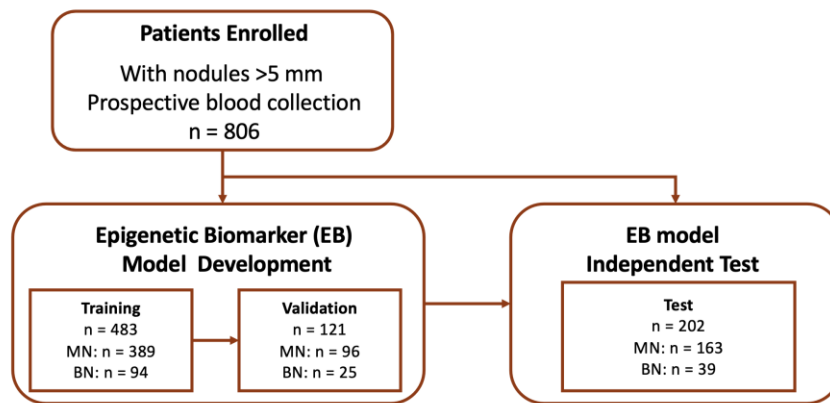 Patients Enrolled
With nodules >5 mm
Prospective blood collection
n = 806
Epigenetic Biomarker (EB)
Model Development
Training
n = 483
MN: n = 389
BN: n = 94
Validation
n = 121
MN: n = 96
BN: n = 25
EB model
Independent Test
Test
n = 202
MN: n = 163
BN: n = 39